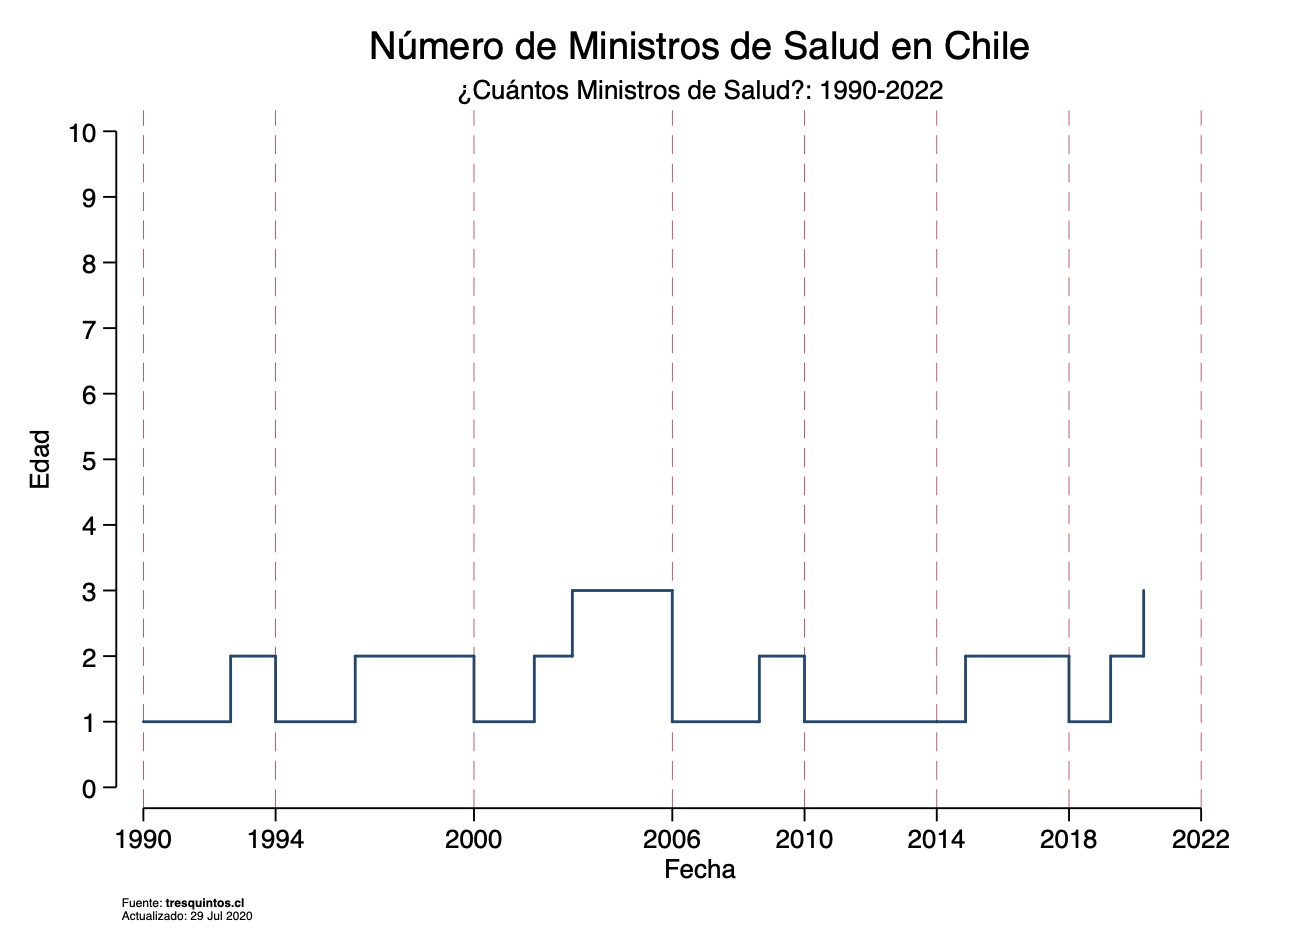 Número de Ministros de Salud en Chile
¿Cuántos Ministros de Salud?: 1990-2022
10
9
8
7
6
5
4
3
2
1
0
Edad
1990 1994 2000 2006 2010 2014 2018 2022
Fecha
Fuente: tresquintos.cl
Actualizado: 29 Jul 2020